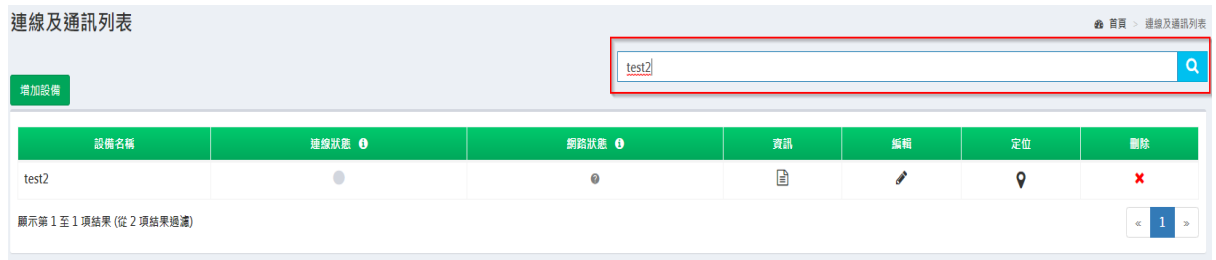 連線及通訊列表
首頁 > 連線及通訊列表
test2
增加設備
設備名稱 連線狀態 網路狀態 資訊 編輯 定位 刪除
test2
顯示第 1 至 1 項結果 (從 2 項結果過濾)
« 1 »